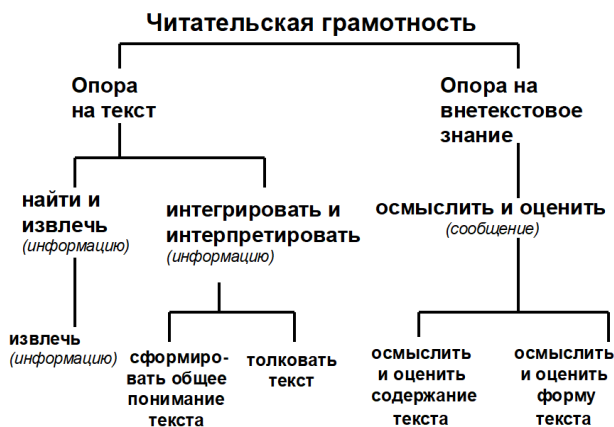 Читательская грамотность
Опора
на текст
Опора на
внетекстовое
знание
найти и
извлечь
(информацию)
интегрировать и
интерпретировать
(информацию)
осмыслить и оценить
(сообщение)
извлечь
(информацию)
сформиро-
вать общее
понимание
текста
толковать
текст
осмыслить
и оценить
содержание
текста
осмыслить
и оценить
форму
текста